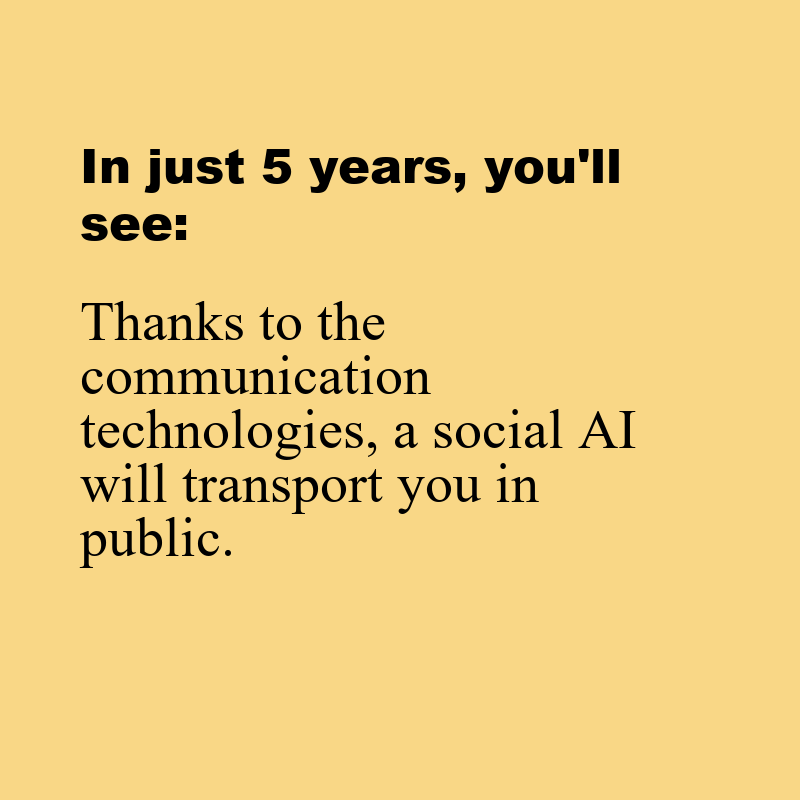 In just 5 years, you'll
see:
Thanks to the
communication
technologies, a social AI
will transport you in
public.